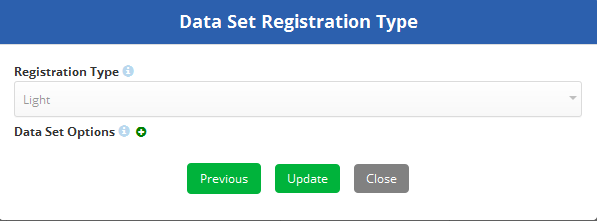 Data Set Registration Type
Registration Type
Light
Data Set Options
Previous Update Close